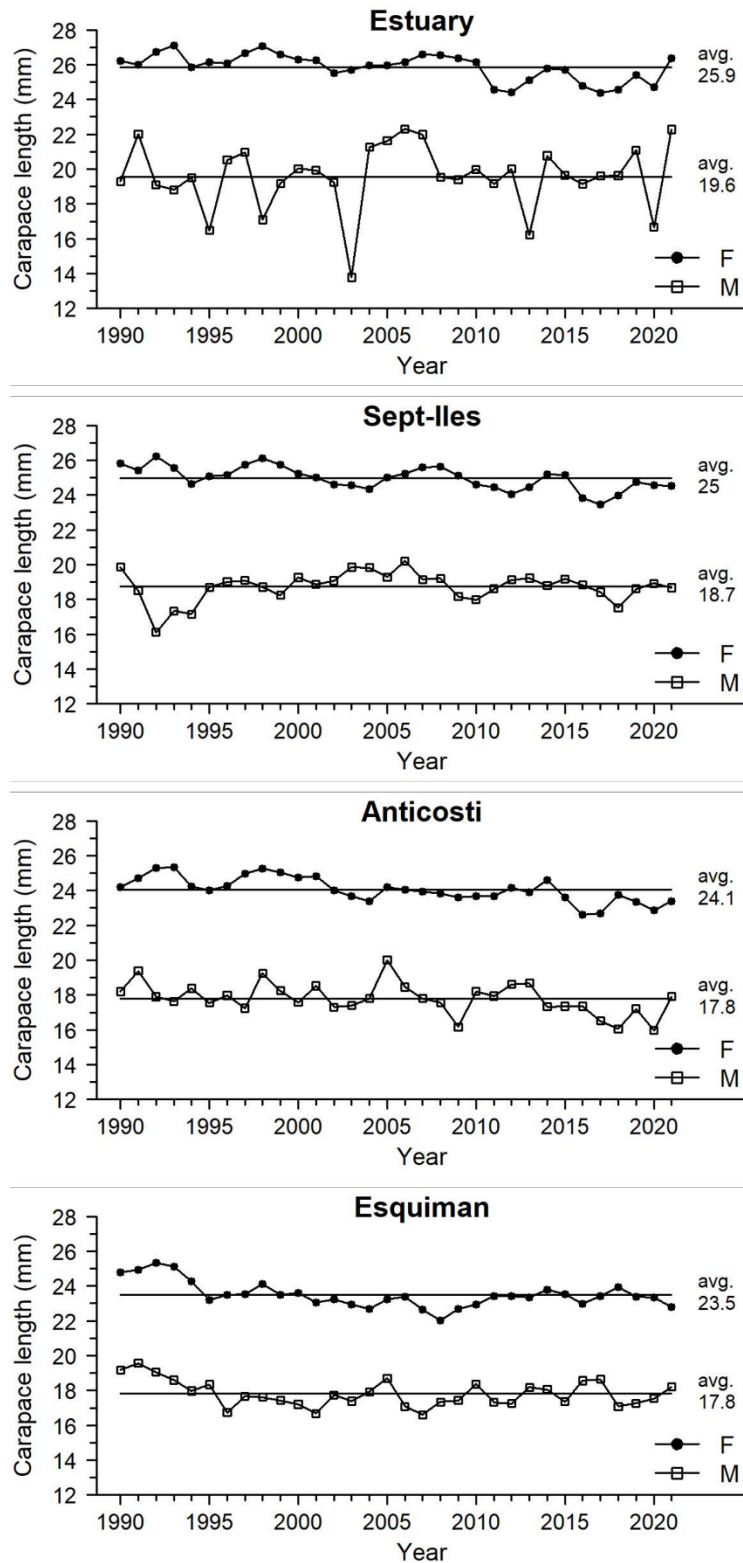 Estuary
28
26
24
22
20
18
16
14
12
Carapace length (mm)
avg.
25.9
avg.
19.6
F
M
1990 1995 2000 2005 2010 2015 2020
Year
Sept-Iles
28
26
24
22
20
18
16
14
12
Carapace length (mm)
avg.
25
avg.
18.7
F
M
1990 1995 2000 2005 2010 2015 2020
Year
Anticosti
28
26
24
22
20
18
16
14
12
Carapace length (mm)
avg.
24.1
avg.
17.8
F
M
1990 1995 2000 2005 2010 2015 2020
Year
Esquiman
28
26
24
22
20
18
16
14
12
Carapace length (mm)
avg.
23.5
avg.
17.8
F
M
1990 1995 2000 2005 2010 2015 2020
Year